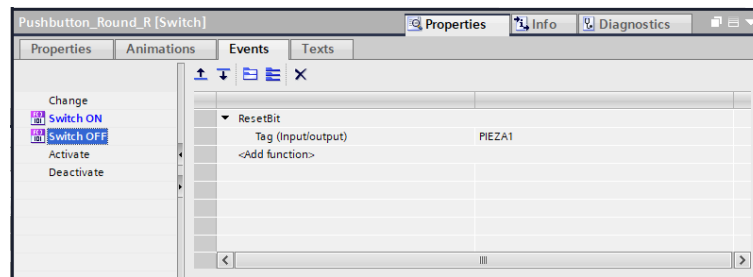 Pushbutton_Round_R [Switch]
Properties
Info
Diagnostics
Properties
Animations
Events
Texts
Change
Switch ON
Switch OFF
Activate
Deactivate
ResetBit
Tag (Input/output)
PIEZA1
<Add function>